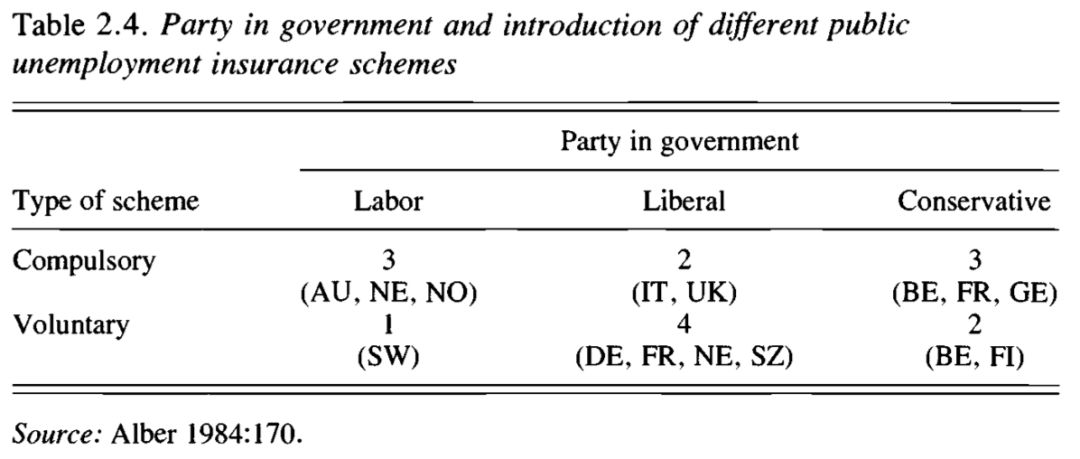 Table 2.4. Party in government and introduction of different public
unemployment insurance schemes
Party in government
Type of scheme Labor Liberal Conservative
Compulsory 3 2 3
(AU, NE, NO) (IT, UK) (BE, FR, GE)
Voluntary 1 4 2
(SW) (DE, FR, NE, SZ) (BE, FI)
Source: Alber 1984:170.